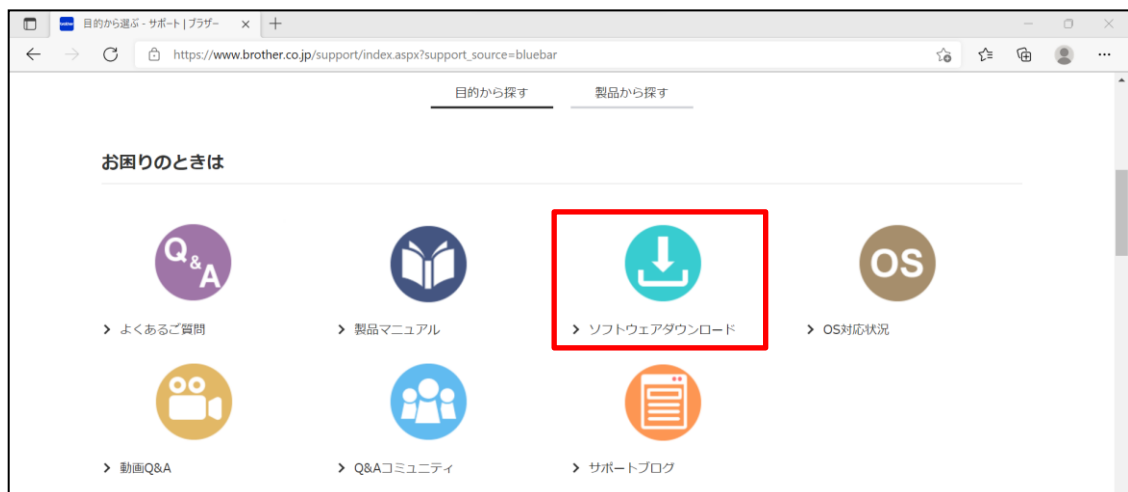 目的から選ぶ - サポート | ブラザー
https://www.brother.co.jp/support/index.aspx?support_source=bluebar
目的から探す 製品から探す
お困りのときは
Q&A OS
よくあるご質問 製品マニュアル ソフトウェアダウンロード OS対応状況
動画Q&A Q&Aコミュニティ サポートブログ